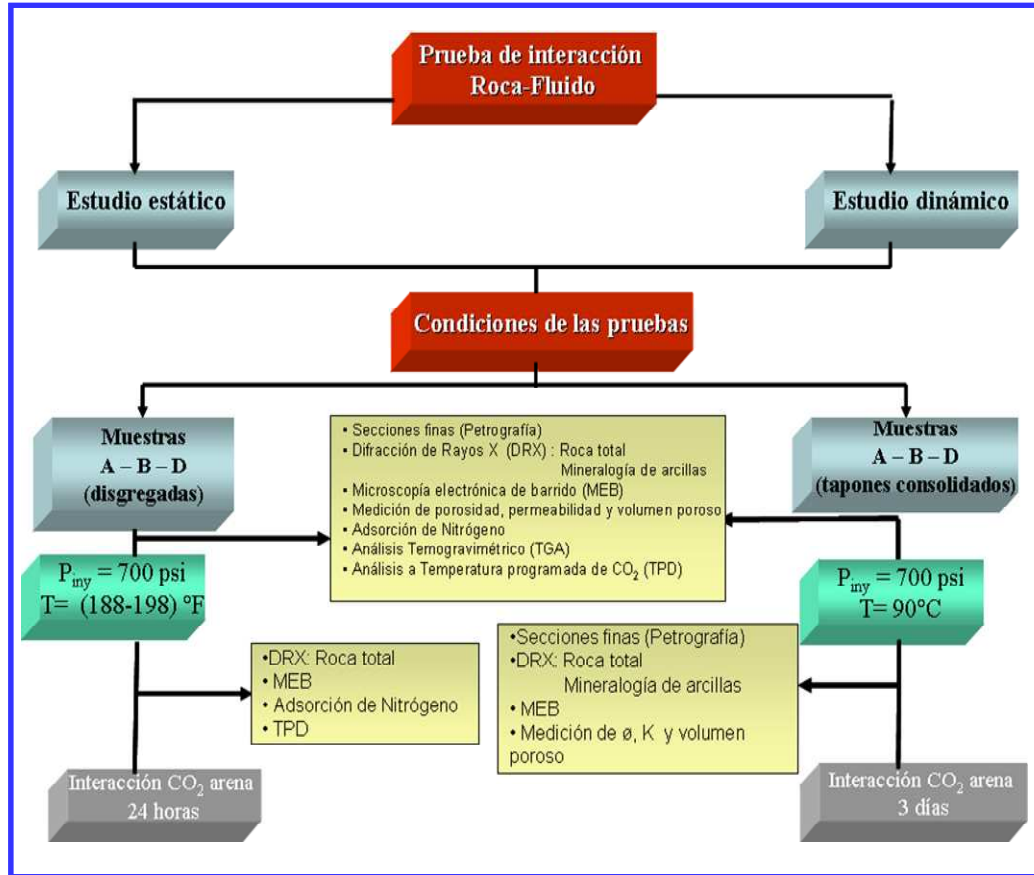 Prueba de interacción
Roca-Fluido
Estudio estático
Estudio dinámico
Condiciones de las pruebas
Muestras
A – B – D
(disgregadas)
• Secciones finas (Petrografía)
• Difracción de Rayos X (DRX) : Roca total
Mineralogía de arcillas
• Microscopía electrónica de barrido (MEB)
• Medición de porosidad, permeabilidad y volumen poroso
• Adsorción de Nitrógeno
• Análisis Temogravimétrico (TGA)
• Análisis a Temperatura programada de CO₂ (TPD)
Muestras
A – B – D
(tapones consolidados)
P_iny = 700 psi
T= (188-198) °F
P_iny = 700 psi
T= 90°C
•DRX: Roca total
•MEB
• Adsorción de Nitrógeno
•TPD
•Secciones finas (Petrografía)
•DRX: Roca total
Mineralogía de arcillas
•MEB
• Medición de ø, K y volumen
poroso
Interacción CO₂ arena
24 horas
Interacción CO₂ arena
3 días